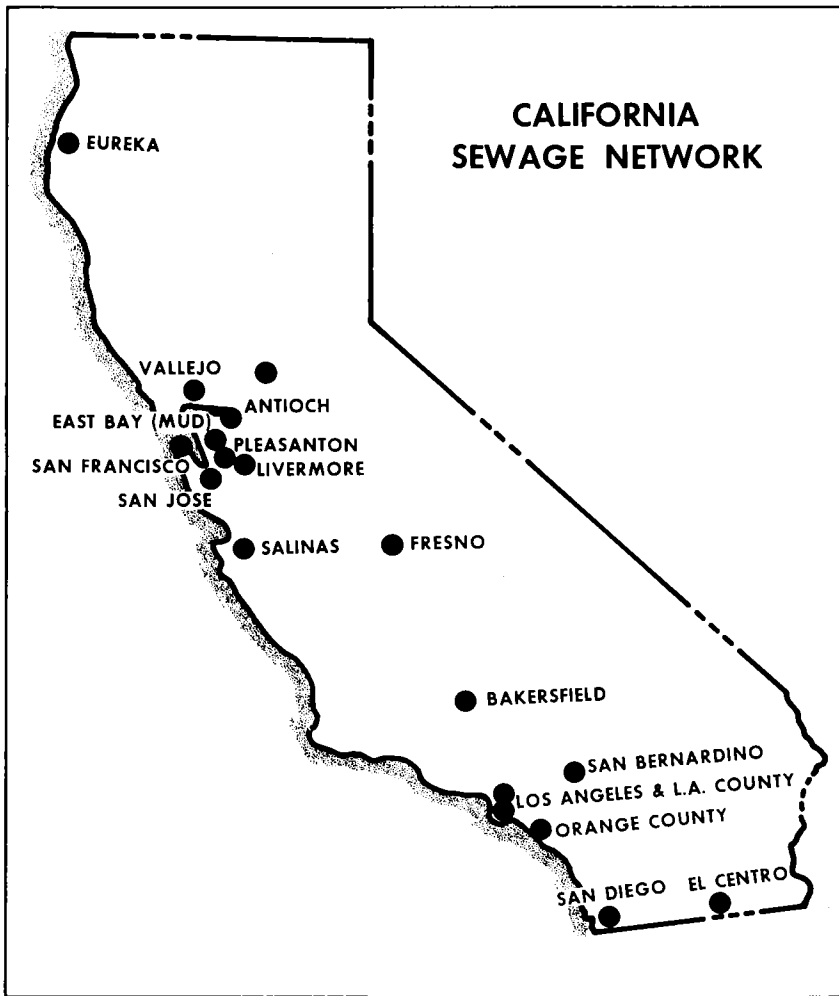 CALIFORNIA
SEWAGE NETWORK
EUREKA
VALLEJO
ANTIOCH
EAST BAY (MUD)
PLEASANTON
SAN FRANCISCO
LIVERMORE
SAN JOSE
SALINAS
FRESNO
BAKERSFIELD
SAN BERNARDINO
LOS ANGELES & L.A. COUNTY
ORANGE COUNTY
SAN DIEGO
EL CENTRO